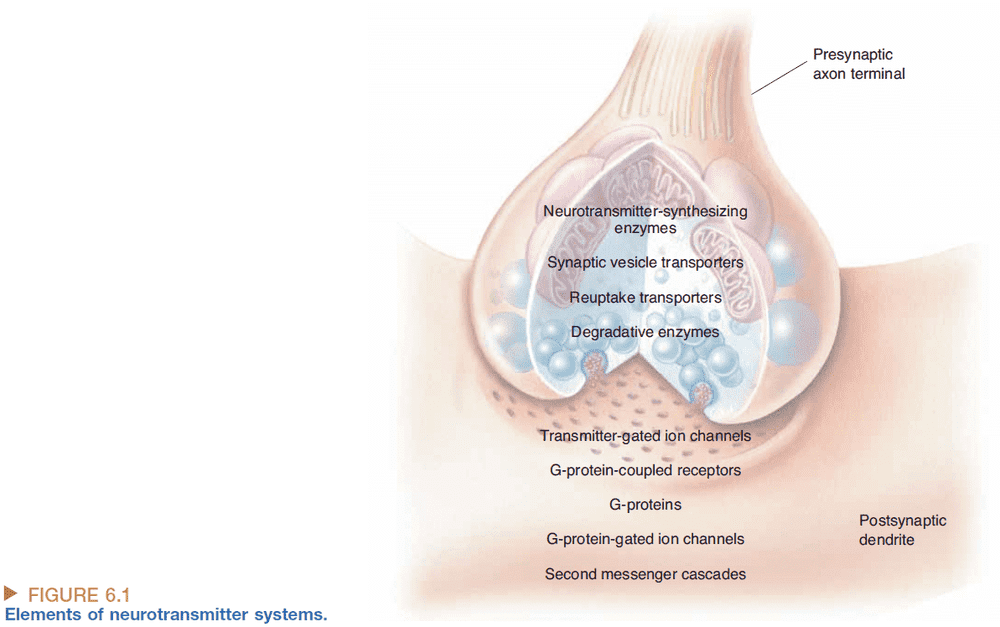 Presynaptic
axon terminal
Neurotransmitter-synthesizing
enzymes
Synaptic vesicle transporters
Reuptake transporters
Degradative enzymes
Transmitter-gated ion channels
G-protein-coupled receptors
G-proteins
G-protein-gated ion channels
Second messenger cascades
Postsynaptic
dendrite
FIGURE 6.1
Elements of neurotransmitter systems.